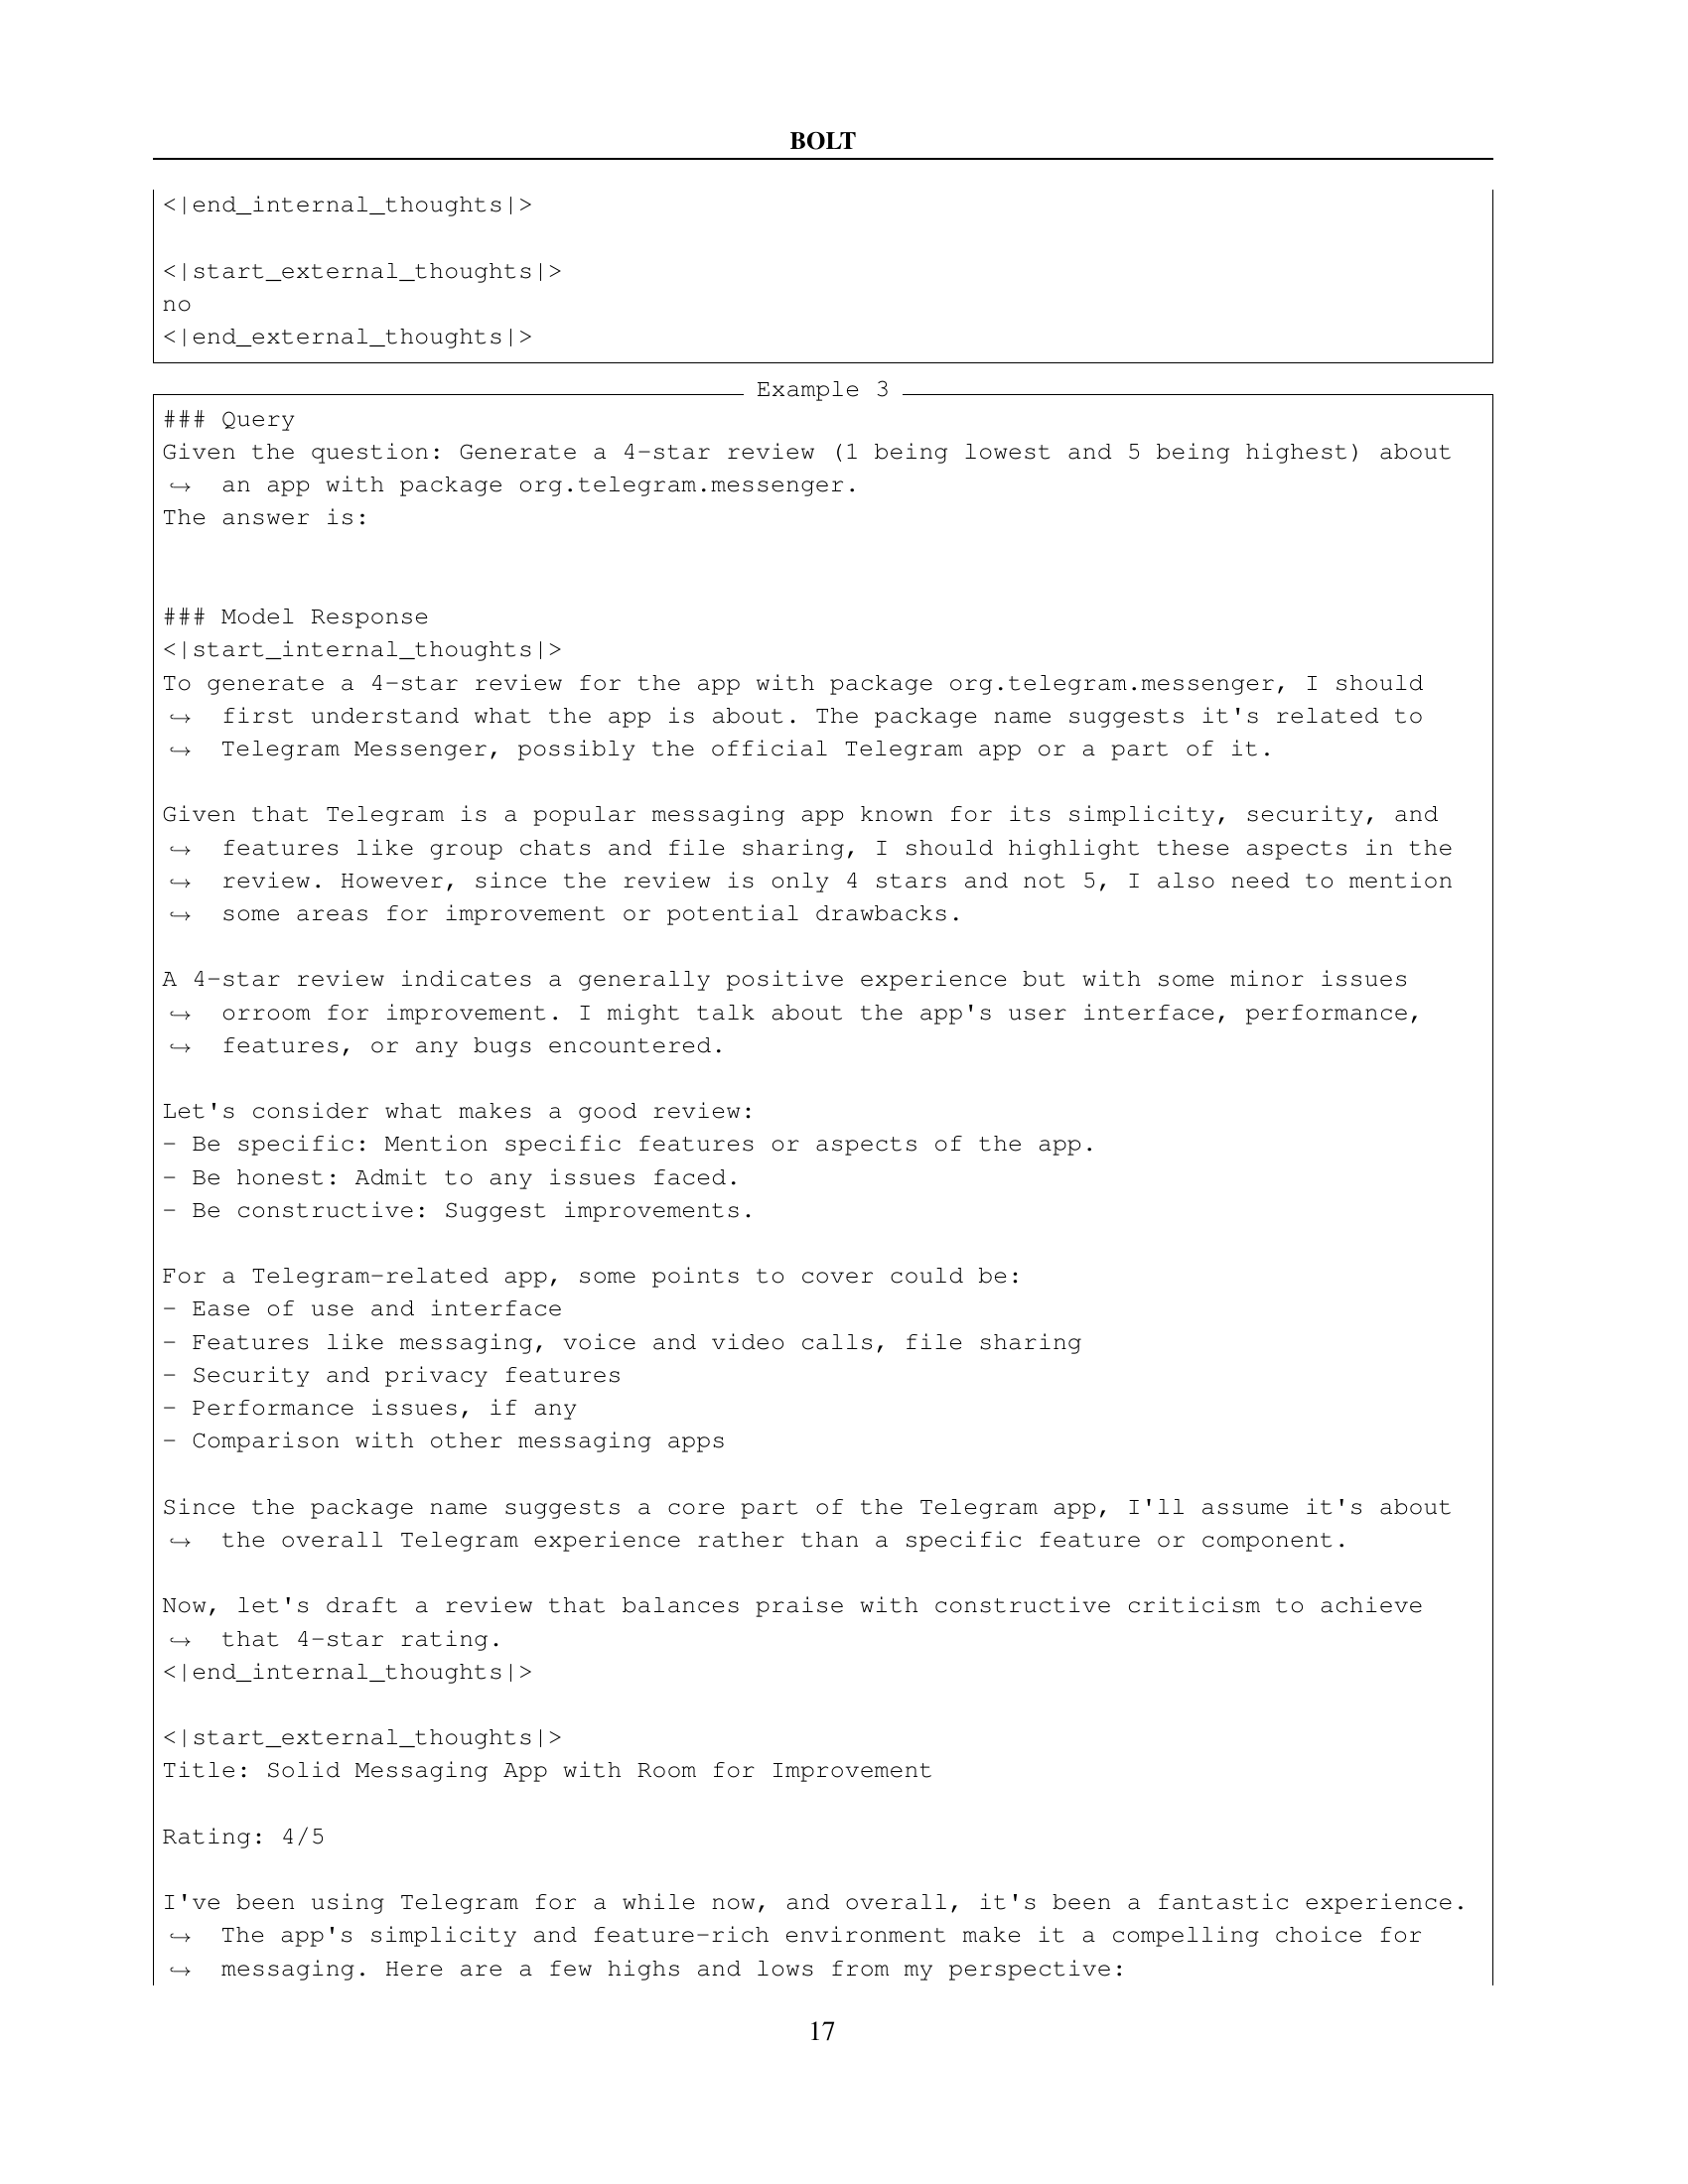 BOLT
<|end_internal_thoughts|>
<|start_external_thoughts|>
no
<|end_external_thoughts|>
Example 3
### Query
Given the question: Generate a 4-star review (1 being lowest and 5 being highest) about
↪ an app with package org.telegram.messenger.
The answer is:
### Model Response
<|start_internal_thoughts|>
To generate a 4-star review for the app with package org.telegram.messenger, I should
↪ first understand what the app is about. The package name suggests it's related to
↪ Telegram Messenger, possibly the official Telegram app or a part of it.
Given that Telegram is a popular messaging app known for its simplicity, security, and
↪ features like group chats and file sharing, I should highlight these aspects in the
↪ review. However, since the review is only 4 stars and not 5, I also need to mention
↪ some areas for improvement or potential drawbacks.
A 4-star review indicates a generally positive experience but with some minor issues
↪ orroom for improvement. I might talk about the app's user interface, performance,
↪ features, or any bugs encountered.
Let's consider what makes a good review:
- Be specific: Mention specific features or aspects of the app.
- Be honest: Admit to any issues faced.
- Be constructive: Suggest improvements.
For a Telegram-related app, some points to cover could be:
- Ease of use and interface
- Features like messaging, voice and video calls, file sharing
- Security and privacy features
- Performance issues, if any
- Comparison with other messaging apps
Since the package name suggests a core part of the Telegram app, I'll assume it's about
↪ the overall Telegram experience rather than a specific feature or component.
Now, let's draft a review that balances praise with constructive criticism to achieve
↪ that 4-star rating.
<|end_internal_thoughts|>
<|start_external_thoughts|>
Title: Solid Messaging App with Room for Improvement
Rating: 4/5
I've been using Telegram for a while now, and overall, it's been a fantastic experience.
↪ The app's simplicity and feature-rich environment make it a compelling choice for
↪ messaging. Here are a few highs and lows from my perspective:
17